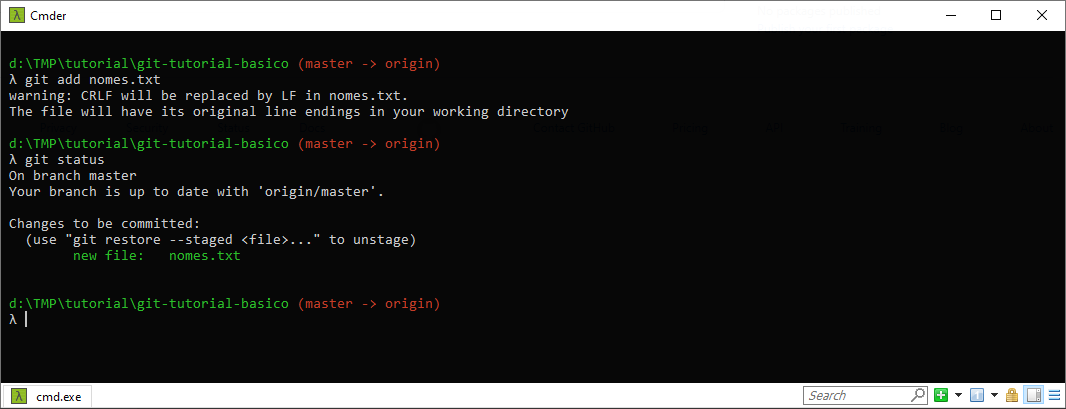 λ Cmder
d:\TMP\tutorial\git-tutorial-basico (master -> origin)
λ git add nomes.txt
warning: CRLF will be replaced by LF in nomes.txt.
The file will have its original line endings in your working directory
d:\TMP\tutorial\git-tutorial-basico (master -> origin)
λ git status
On branch master
Your branch is up to date with 'origin/master'.
Changes to be committed:
(use "git restore --staged <file>..." to unstage)
new file: nomes.txt
d:\TMP\tutorial\git-tutorial-basico (master -> origin)
λ
λ cmd.exe
Search
1